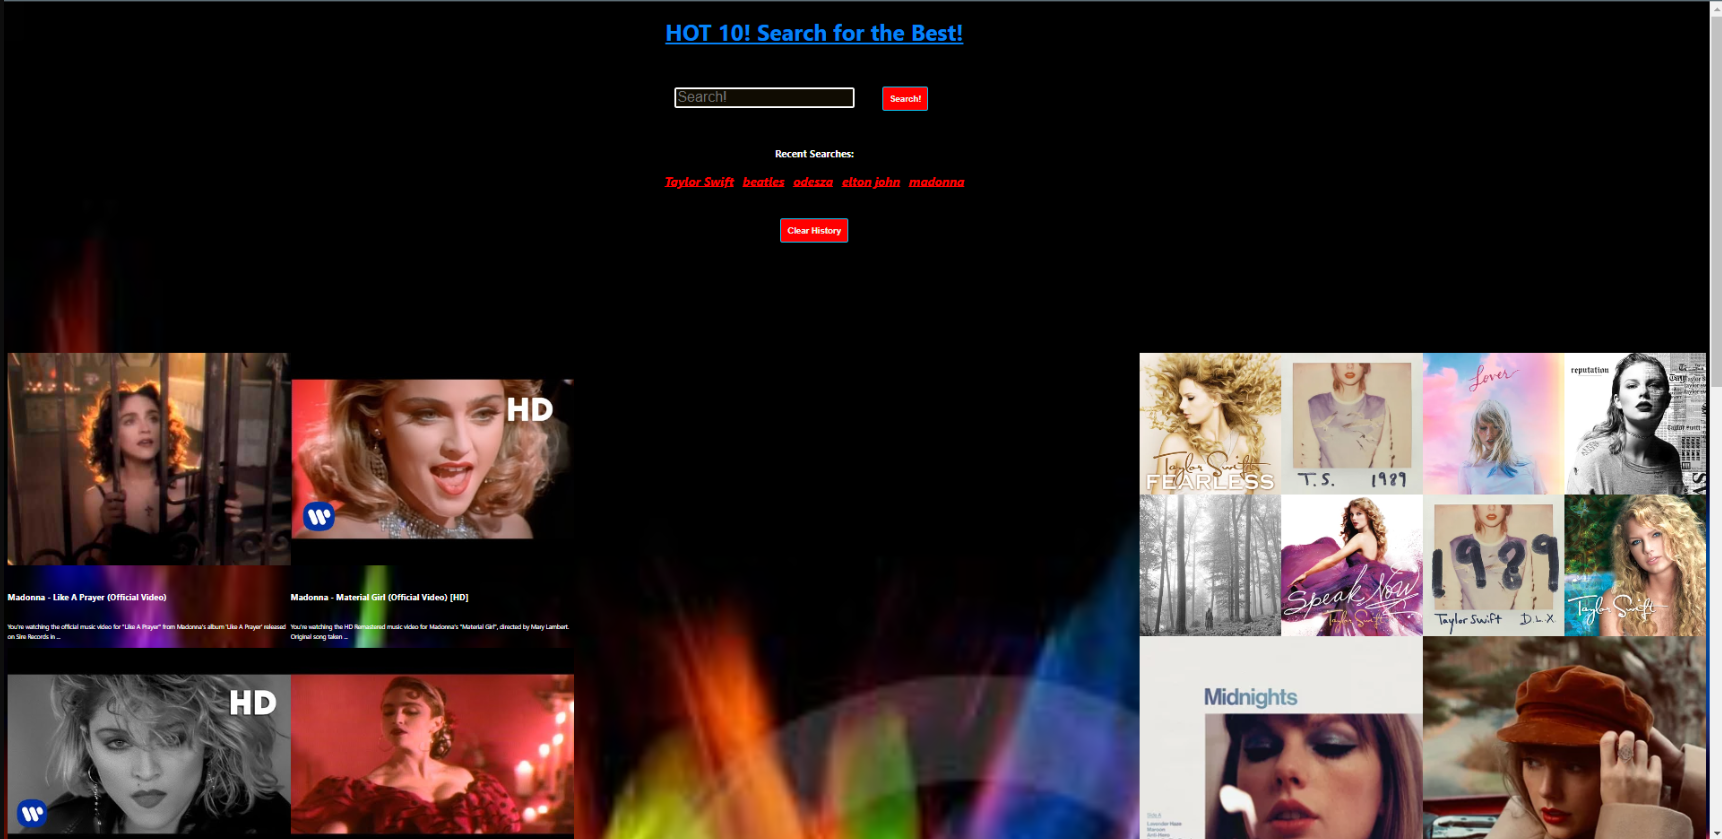 HOT 10! Search for the Best!
Search!
Search!
Recent Searches:
Taylor Swift beatles odesza elton john madonna
Clear History
HD
Madonna - Like A Prayer (Official Video)
You're watching the official music video for "Like A Prayer" from Madonna's album 'Like A Prayer' released
on Sire Records in ...
Madonna - Material Girl (Official Video) [HD]
You're watching the HD Remastered music video for Madonna's "Material Girl", directed by Mary Lambert.
Original song taken ...
HD
Taylor Swift
FEARLESS
T.S. 1989
Lover
reputation
Speak Now
Taylor Swift
1989
Taylor Swift D.L.X
Taylor Swift
Midnights